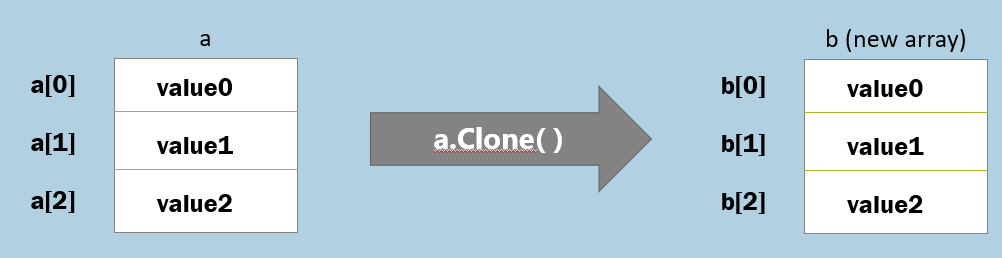 a
a[0] value0
a[1] value1
a[2] value2
a.Clone( )
b (new array)
b[0] value0
b[1] value1
b[2] value2